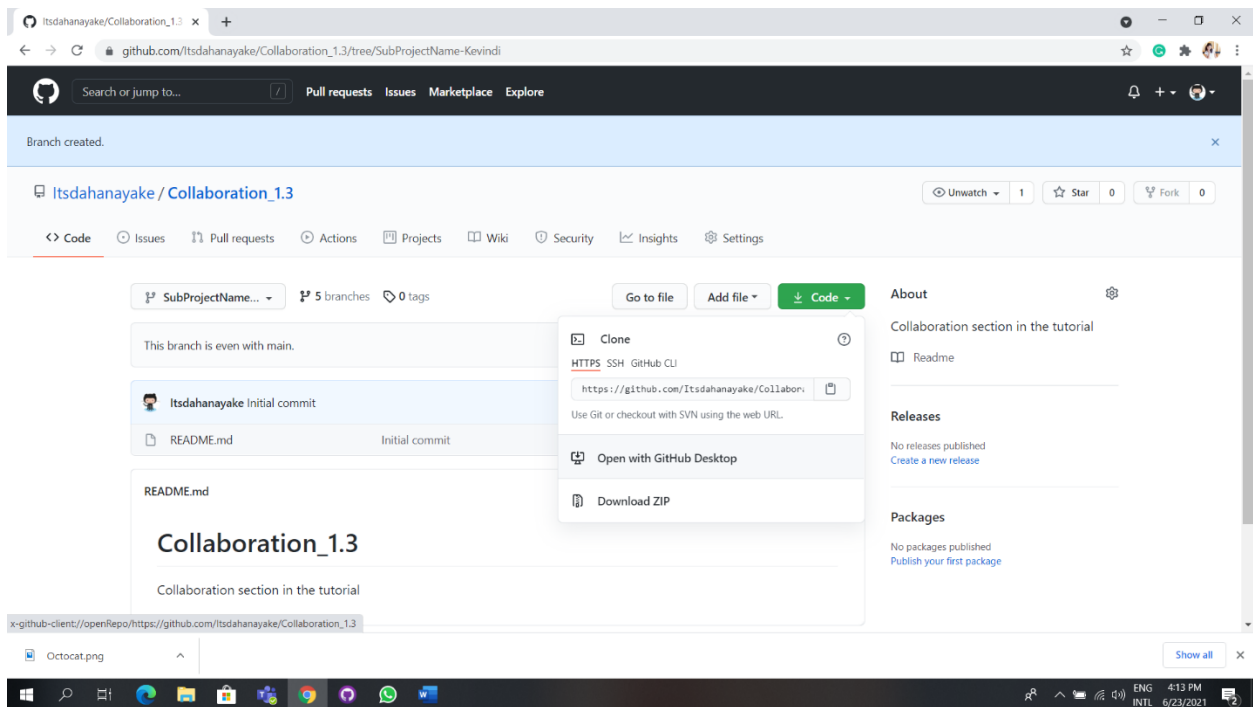 Itsdahanayake/Collaboration_1.3
github.com/Itsdahanayake/Collaboration_1.3/tree/SubProjectName-Kevindi
Search or jump to... / Pull requests Issues Marketplace Explore
Branch created.
Itsdahanayake / Collaboration_1.3
Unwatch 1 Star 0 Fork 0
Code Issues Pull requests Actions Projects Wiki Security Insights Settings
SubProjectName... 5 branches 0 tags Go to file Add file Code
This branch is even with main.
Itsdahanayake Initial commit
README.md Initial commit
README.md
Collaboration_1.3
Collaboration section in the tutorial
Clone
HTTPS SSH GitHub CLI
https://github.com/Itsdahanayake/Collabor
Use Git or checkout with SVN using the web URL.
Open with GitHub Desktop
Download ZIP
About
Collaboration section in the tutorial
Readme
Releases
No releases published
Create a new release
Packages
No packages published
Publish your first package
x-github-client://openRepo/https://github.com/Itsdahanayake/Collaboration_1.3
Octocat.png
Show all
ENG 4:13 PM
INTL 6/23/2021
2